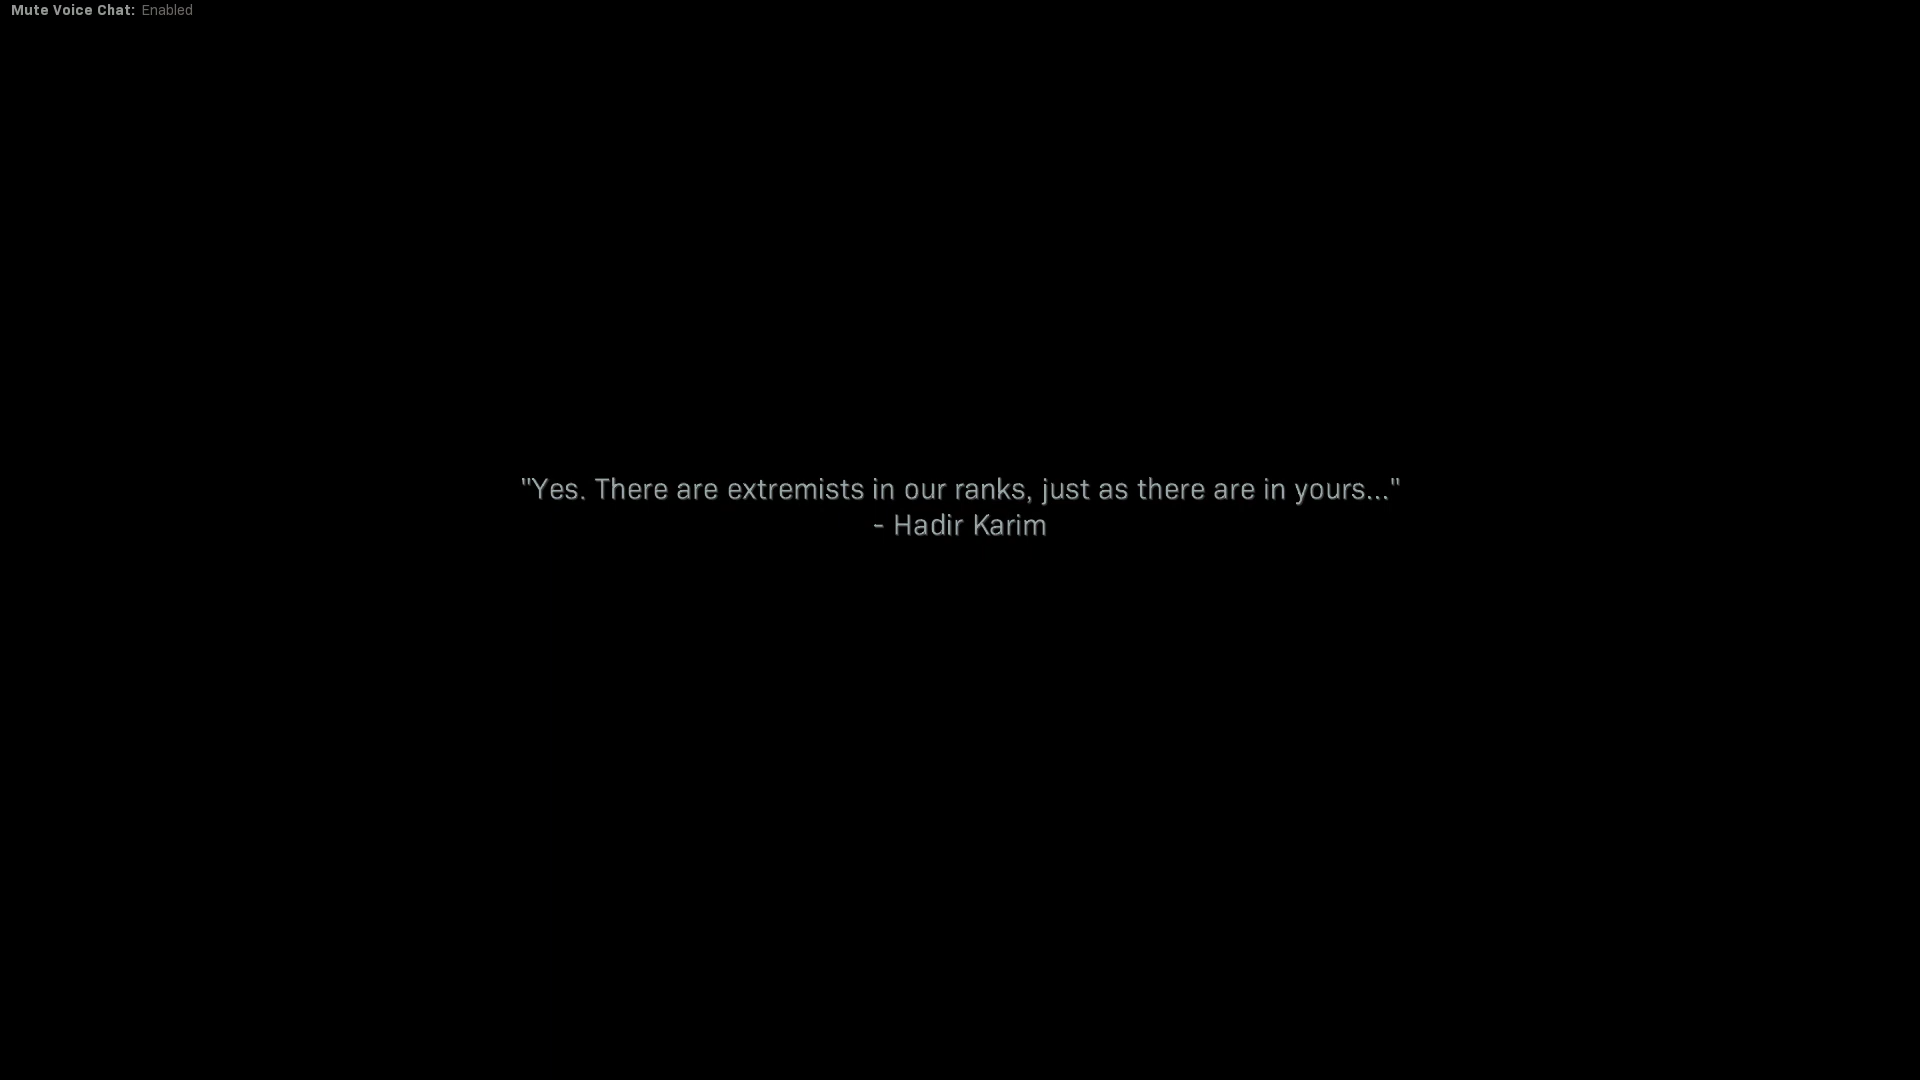 Mute Voice Chat: Enabled
"Yes. There are extremists in our ranks, just as there are in yours..."
- Hadir Karim